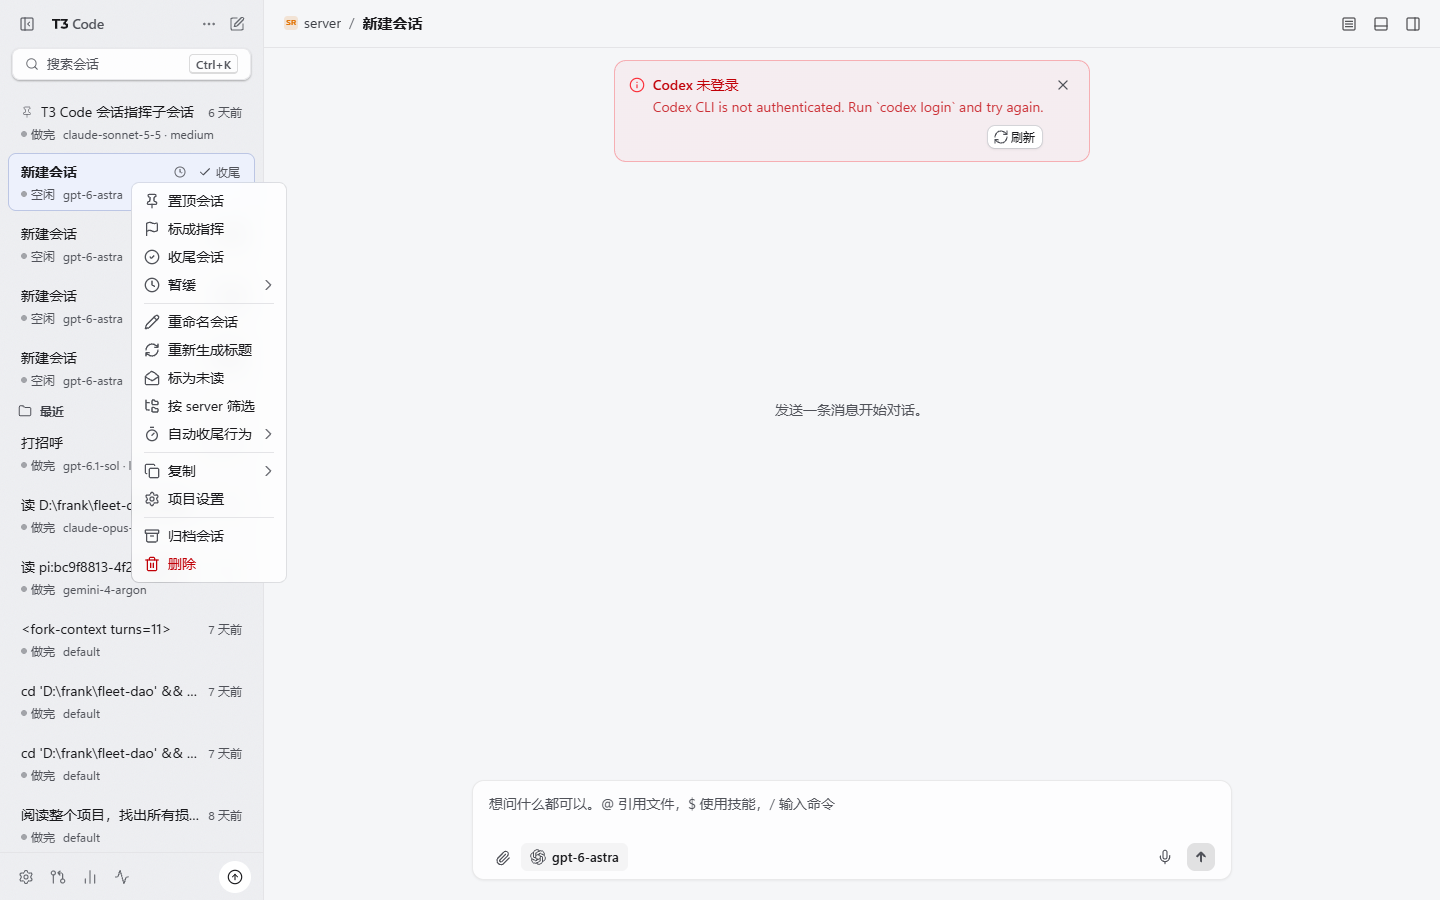 T3 Code
搜索会话 Ctrl+K
T3 Code 会话指挥子会话 6 天前
做完 claude-sonnet-5-5 · medium
新建会话 收尾
空闲 gpt-6-astra
新建会话
空闲 gpt-6-astra
新建会话
空闲 gpt-6-astra
新建会话
空闲 gpt-6-astra
最近
打招呼
做完 gpt-6.1-sol ·
读 D:\frank\fleet-d
做完 claude-opus-
读 pi:bc9f8813-4f2
做完 gemini-4-argon
<fork-context turns=11> 7 天前
做完 default
cd 'D:\frank\fleet-dao' && ... 7 天前
做完 default
cd 'D:\frank\fleet-dao' && ... 7 天前
做完 default
阅读整个项目，找出所有损... 8 天前
做完 default
置顶会话
标成指挥
收尾会话
暂缓
重命名会话
重新生成标题
标为未读
按 server 筛选
自动收尾行为
复制
项目设置
归档会话
删除
SR server / 新建会话
Codex 未登录
Codex CLI is not authenticated. Run `codex login` and try again.
刷新
发送一条消息开始对话。
想问什么都可以。@ 引用文件，$ 使用技能，/ 输入命令
gpt-6-astra